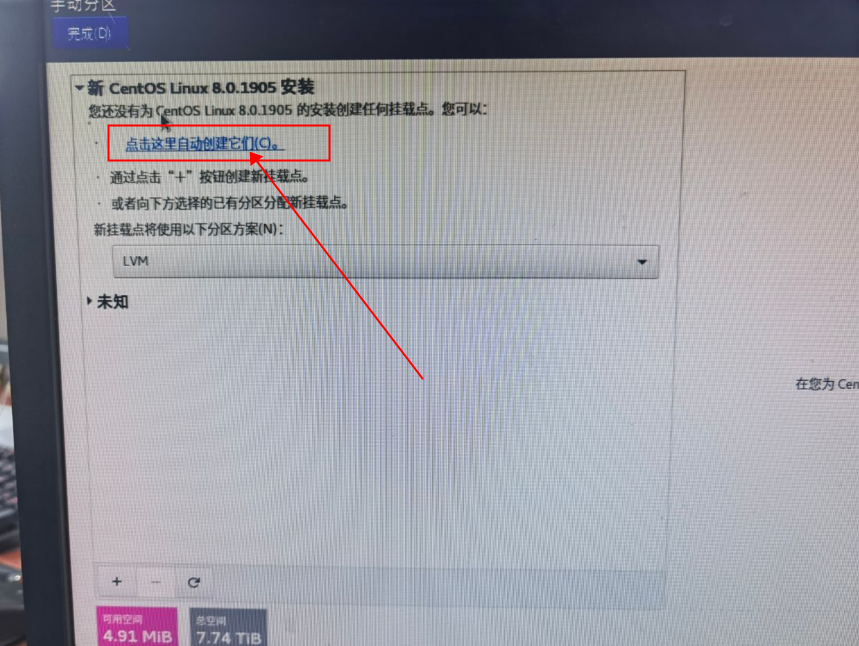 手动分区
完成(D)
新 CentOS Linux 8.0.1905 安装
您还没有为 CentOS Linux 8.0.1905 的安装创建任何挂载点。您可以：
· 点击这里自动创建它们(C)。
· 通过点击“+”按钮创建新挂载点。
· 或者向下方选择的已有分区分配新挂载点。
新挂载点将使用以下分区方案(N)：
LVM
未知
在您为 Cen
+ −
可用空间
4.91 MiB
总空间
7.74 TiB